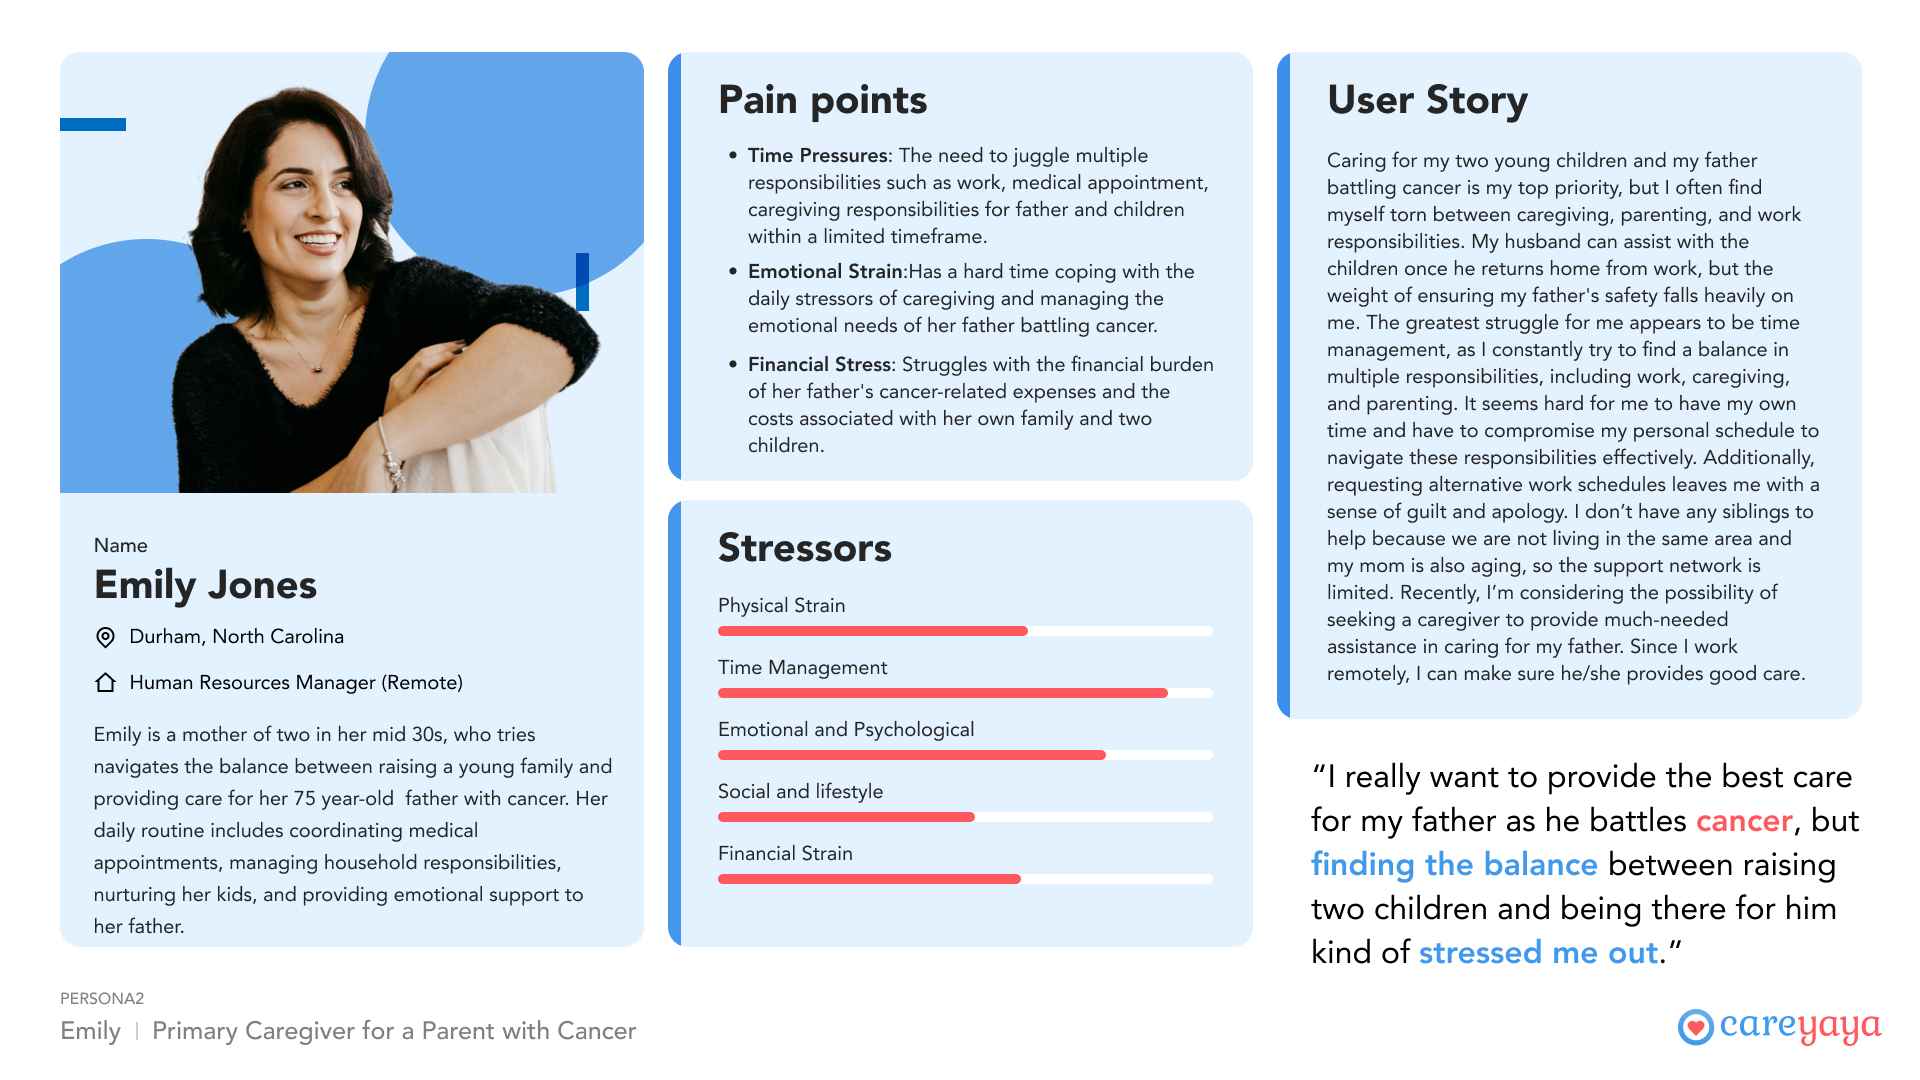 Name
Emily Jones
Durham, North Carolina
Human Resources Manager (Remote)
Emily is a mother of two in her mid 30s, who tries
navigates the balance between raising a young family and
providing care for her 75 year-old  father with cancer. Her
daily routine includes coordinating medical
appointments, managing household responsibilities,
nurturing her kids, and providing emotional support to
her father.
Pain points
• Time Pressures: The need to juggle multiple
responsibilities such as work, medical appointment,
caregiving responsibilities for father and children
within a limited timeframe.
• Emotional Strain:Has a hard time coping with the
daily stressors of caregiving and managing the
emotional needs of her father battling cancer.
• Financial Stress: Struggles with the financial burden
of her father's cancer-related expenses and the
costs associated with her own family and two
children.
Stressors
Physical Strain
Time Management
Emotional and Psychological
Social and lifestyle
Financial Strain
User Story
Caring for my two young children and my father
battling cancer is my top priority, but I often find
myself torn between caregiving, parenting, and work
responsibilities. My husband can assist with the
children once he returns home from work, but the
weight of ensuring my father's safety falls heavily on
me. The greatest struggle for me appears to be time
management, as I constantly try to find a balance in
multiple responsibilities, including work, caregiving,
and parenting. It seems hard for me to have my own
time and have to compromise my personal schedule to
navigate these responsibilities effectively. Additionally,
requesting alternative work schedules leaves me with a
sense of guilt and apology. I don’t have any siblings to
help because we are not living in the same area and
my mom is also aging, so the support network is
limited. Recently, I’m considering the possibility of
seeking a caregiver to provide much-needed
assistance in caring for my father. Since I work
remotely, I can make sure he/she provides good care.
“I really want to provide the best care
for my father as he battles cancer, but
finding the balance between raising
two children and being there for him
kind of stressed me out.”
PERSONA2
Emily | Primary Caregiver for a Parent with Cancer
careyaya